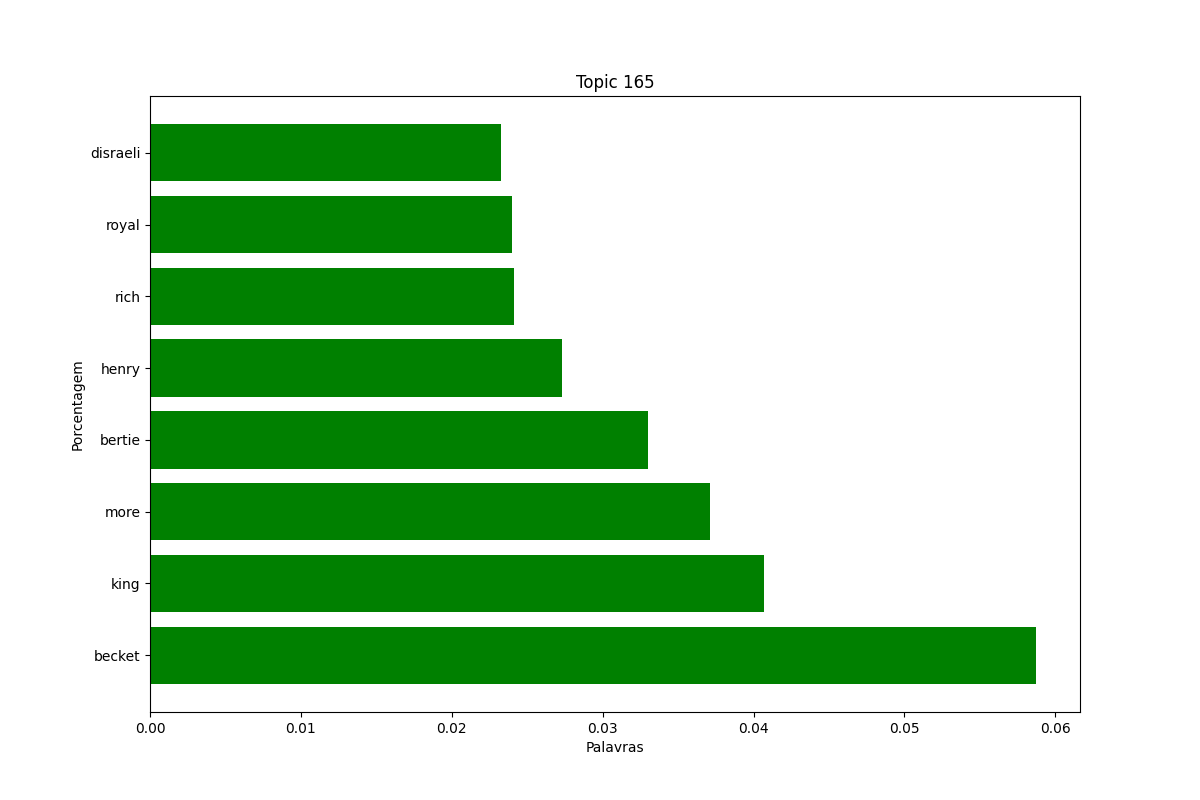 Topic 165
disraeli
royal
rich
henry
bertie
more
king
becket
Porcentagem
0.00 0.01 0.02 0.03 0.04 0.05 0.06
Palavras